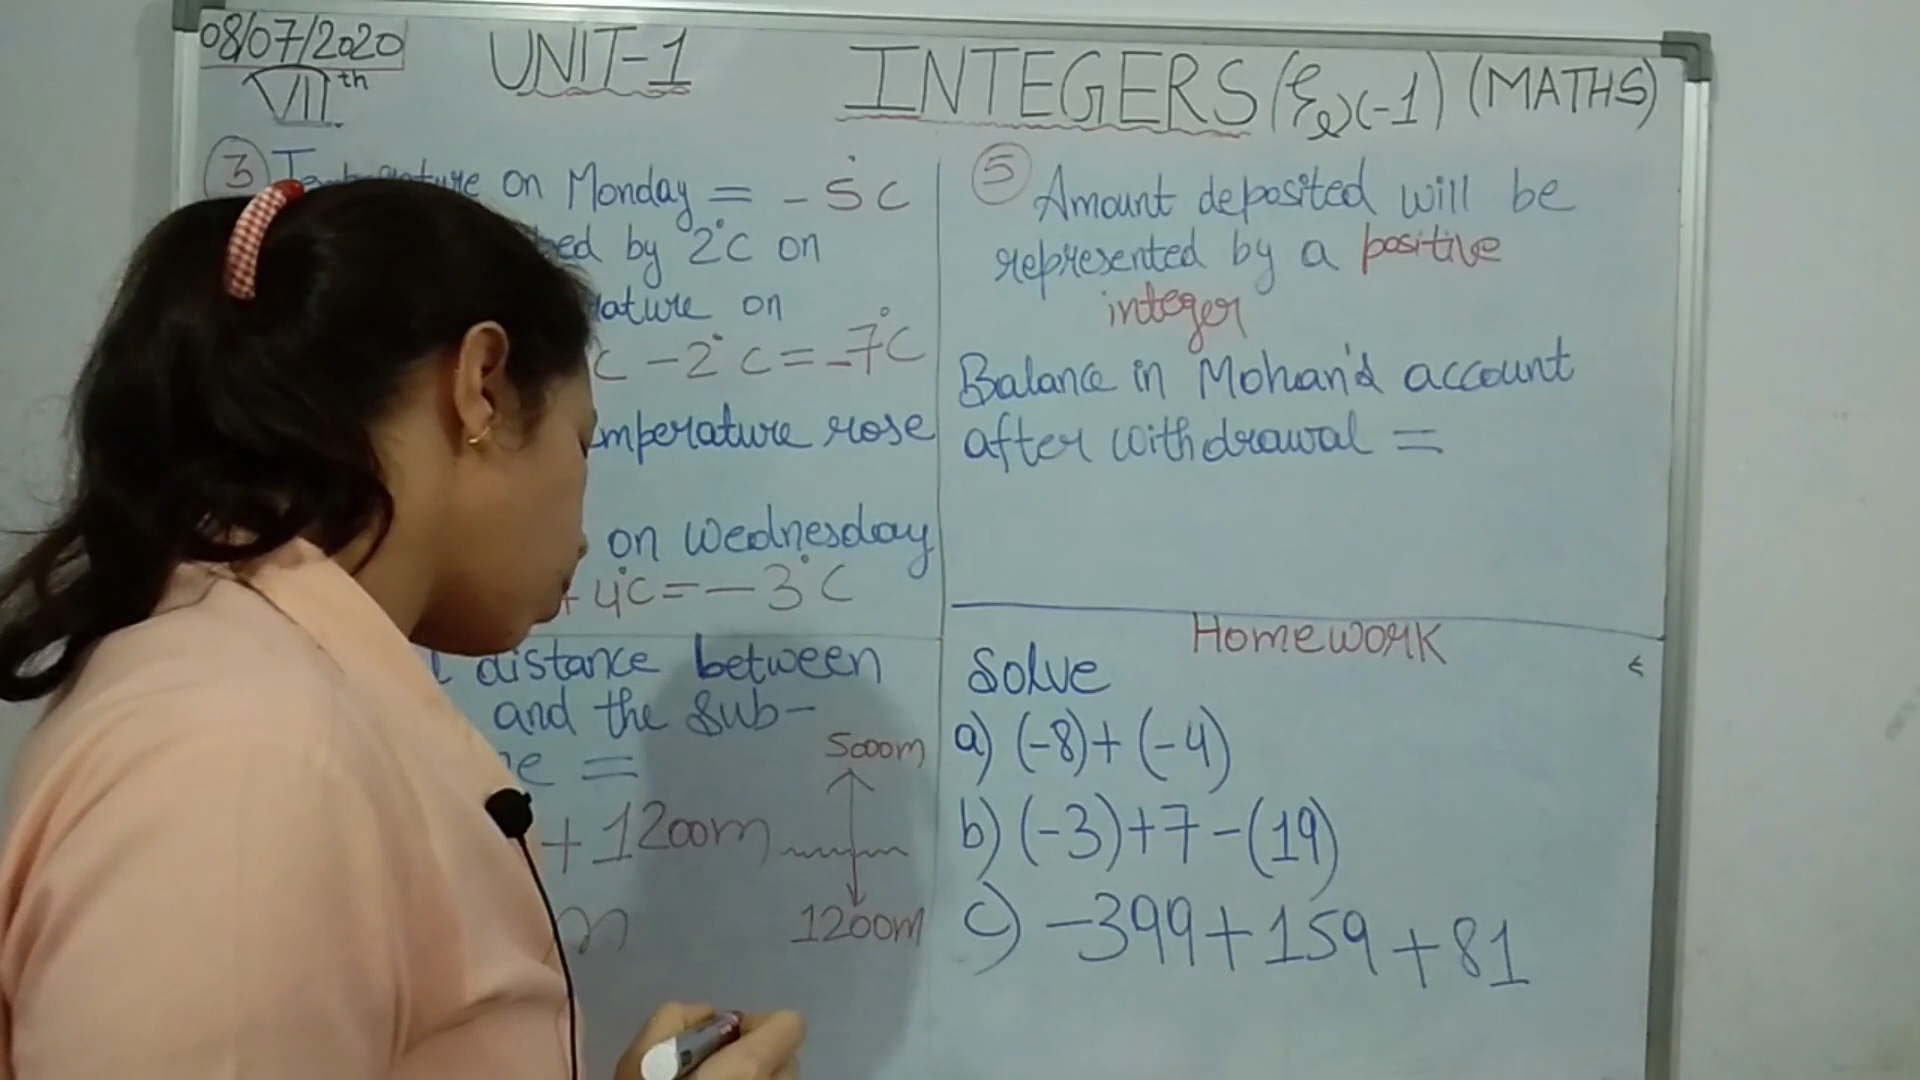 08/07/2020
VIIth
UNIT-1
INTEGERS (Ex-1) (MATHS)
3 Temperature on Monday = -5°C
by 2°C on
on
C -2°C = -7°C
rose
on Wednesday
+ 4°C = -3°C
distance between
and the sub-
=
+ 1200m
m
5000m
1200m
5 Amount deposited will be
represented by a positive
integer
Balance in Mohan's account
after withdrawal =
Homework
Solve
a) (-8)+(-4)
b) (-3)+7-(19)
c) -399+159+81